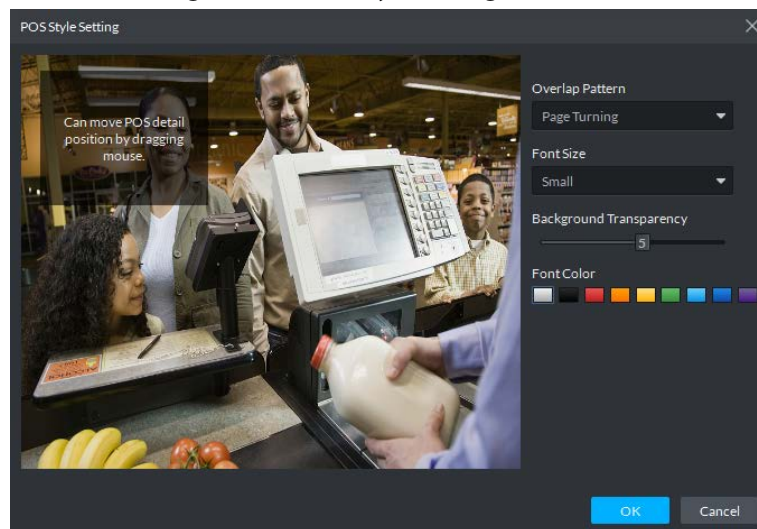 POS Style Setting
Can move POS detail
position by dragging
mouse.
Overlap Pattern
Page Turning
Font Size
Small
Background Transparency
5
Font Color
OK
Cancel